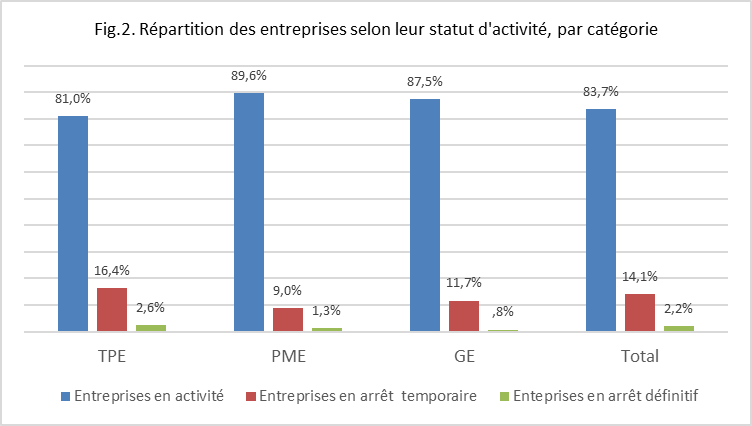 Fig.2. Répartition des entreprises selon leur statut d'activité, par catégorie
81,0% 89,6% 87,5% 83,7%
16,4% 9,0% 11,7% 14,1%
2,6% 1,3% ,8% 2,2%
TPE PME GE Total
Entreprises en activité Entreprises en arrêt temporaire Enteprises en arrêt définitif